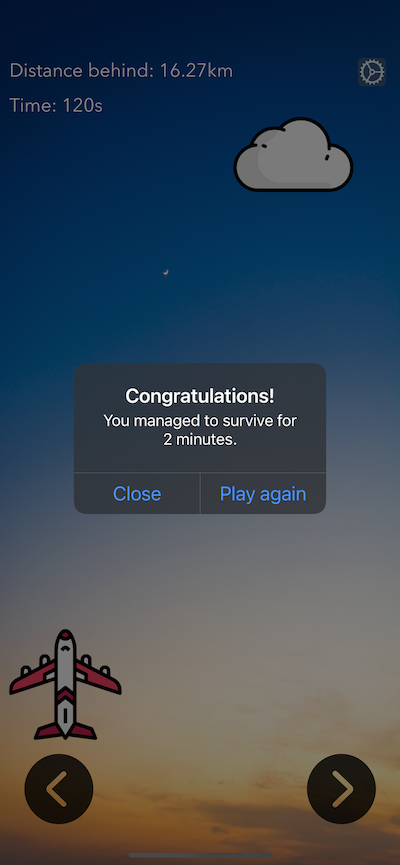 Distance behind: 16.27km
Time: 120s
Congratulations!
You managed to survive for
2 minutes.
Close
Play again